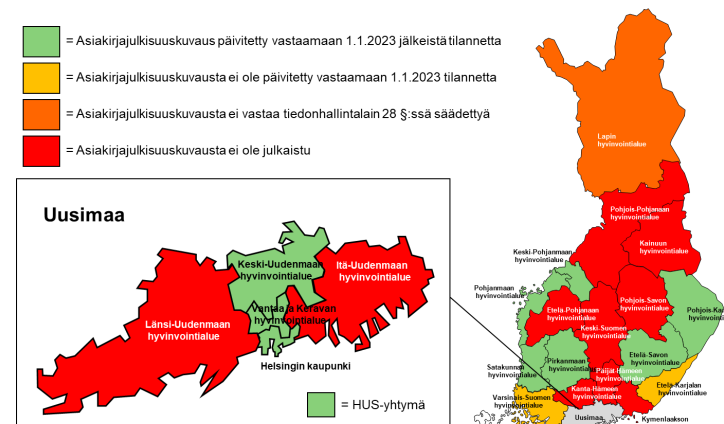 = Asiakirjajulkisuuskuvaus päivitetty vastaamaan 1.1.2023 jälkeistä tilannetta
= Asiakirjajulkisuuskuvausta ei ole päivitetty vastaamaan 1.1.2023 tilannetta
= Asiakirjajulkisuuskuvausta ei vastaa tiedonhallintalain 28 §:ssä säädettyä
= Asiakirjajulkisuuskuvausta ei ole julkaistu
Uusimaa
Keski-Uudenmaan
hyvinvointialue
Itä-Uudenmaan
hyvinvointialue
Vantaa ja Keravan
hyvinvointialue
Länsi-Uudenmaan
hyvinvointialue
Helsingin kaupunki
= HUS-yhtymä
Lapin
hyvinvointialue
Pohjois-Pohjanaan
hyvinvointialue
Kainuun
hyvinvointialue
Keski-Pohjanmaan
hyvinvointialue
Pohjanmaan
hyvinvointialue
Etelä-Pohjanaan
hyvinvointialue
Pohjois-Savon
hyvinvointialue
Keski-Suomen
hyvinvointialue
Etelä-Savon
hyvinvointialue
Pirkanmaan
hyvinvointialue
Satakunnan
hyvinvointialue
Päijät-Hämeen
hyvinvointialue
Kanta-Hämeen
hyvinvointialue
Etelä-Karjalan
hyvinvointialue
Varsinais-Suomen
hyvinvointialue
Uusimaa
Kymenlaakson